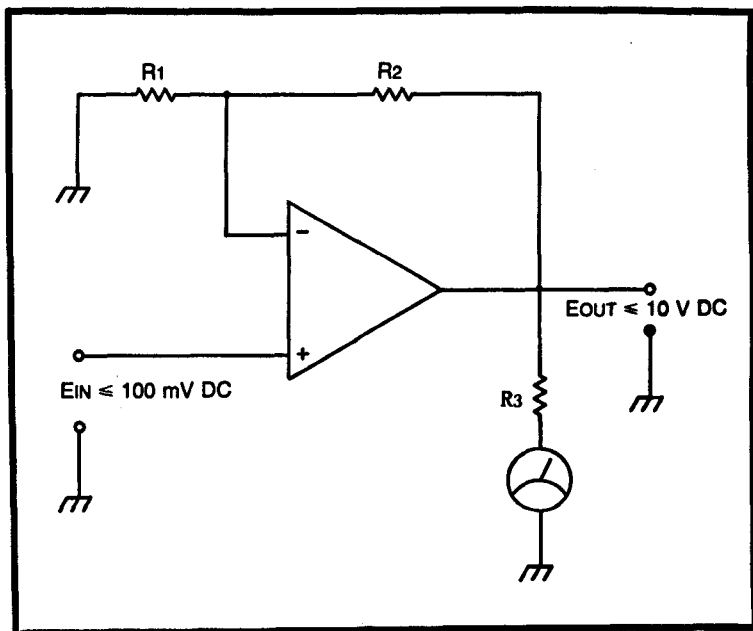 R1
R2
−
+
EOUT ≤ 10 V DC
EIN ≤ 100 mV DC
R3